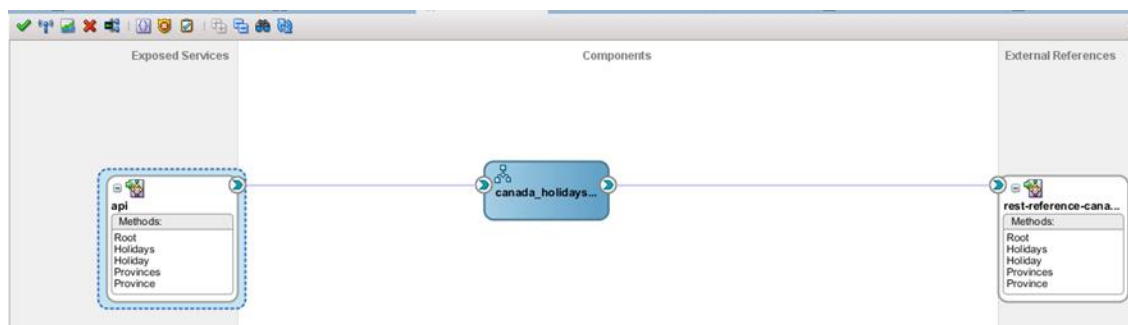 Exposed Services
Components
External References
api
Methods:
Root
Holidays
Holiday
Provinces
Province
canada_holidays...
rest-reference-cana...
Methods:
Root
Holidays
Holiday
Provinces
Province